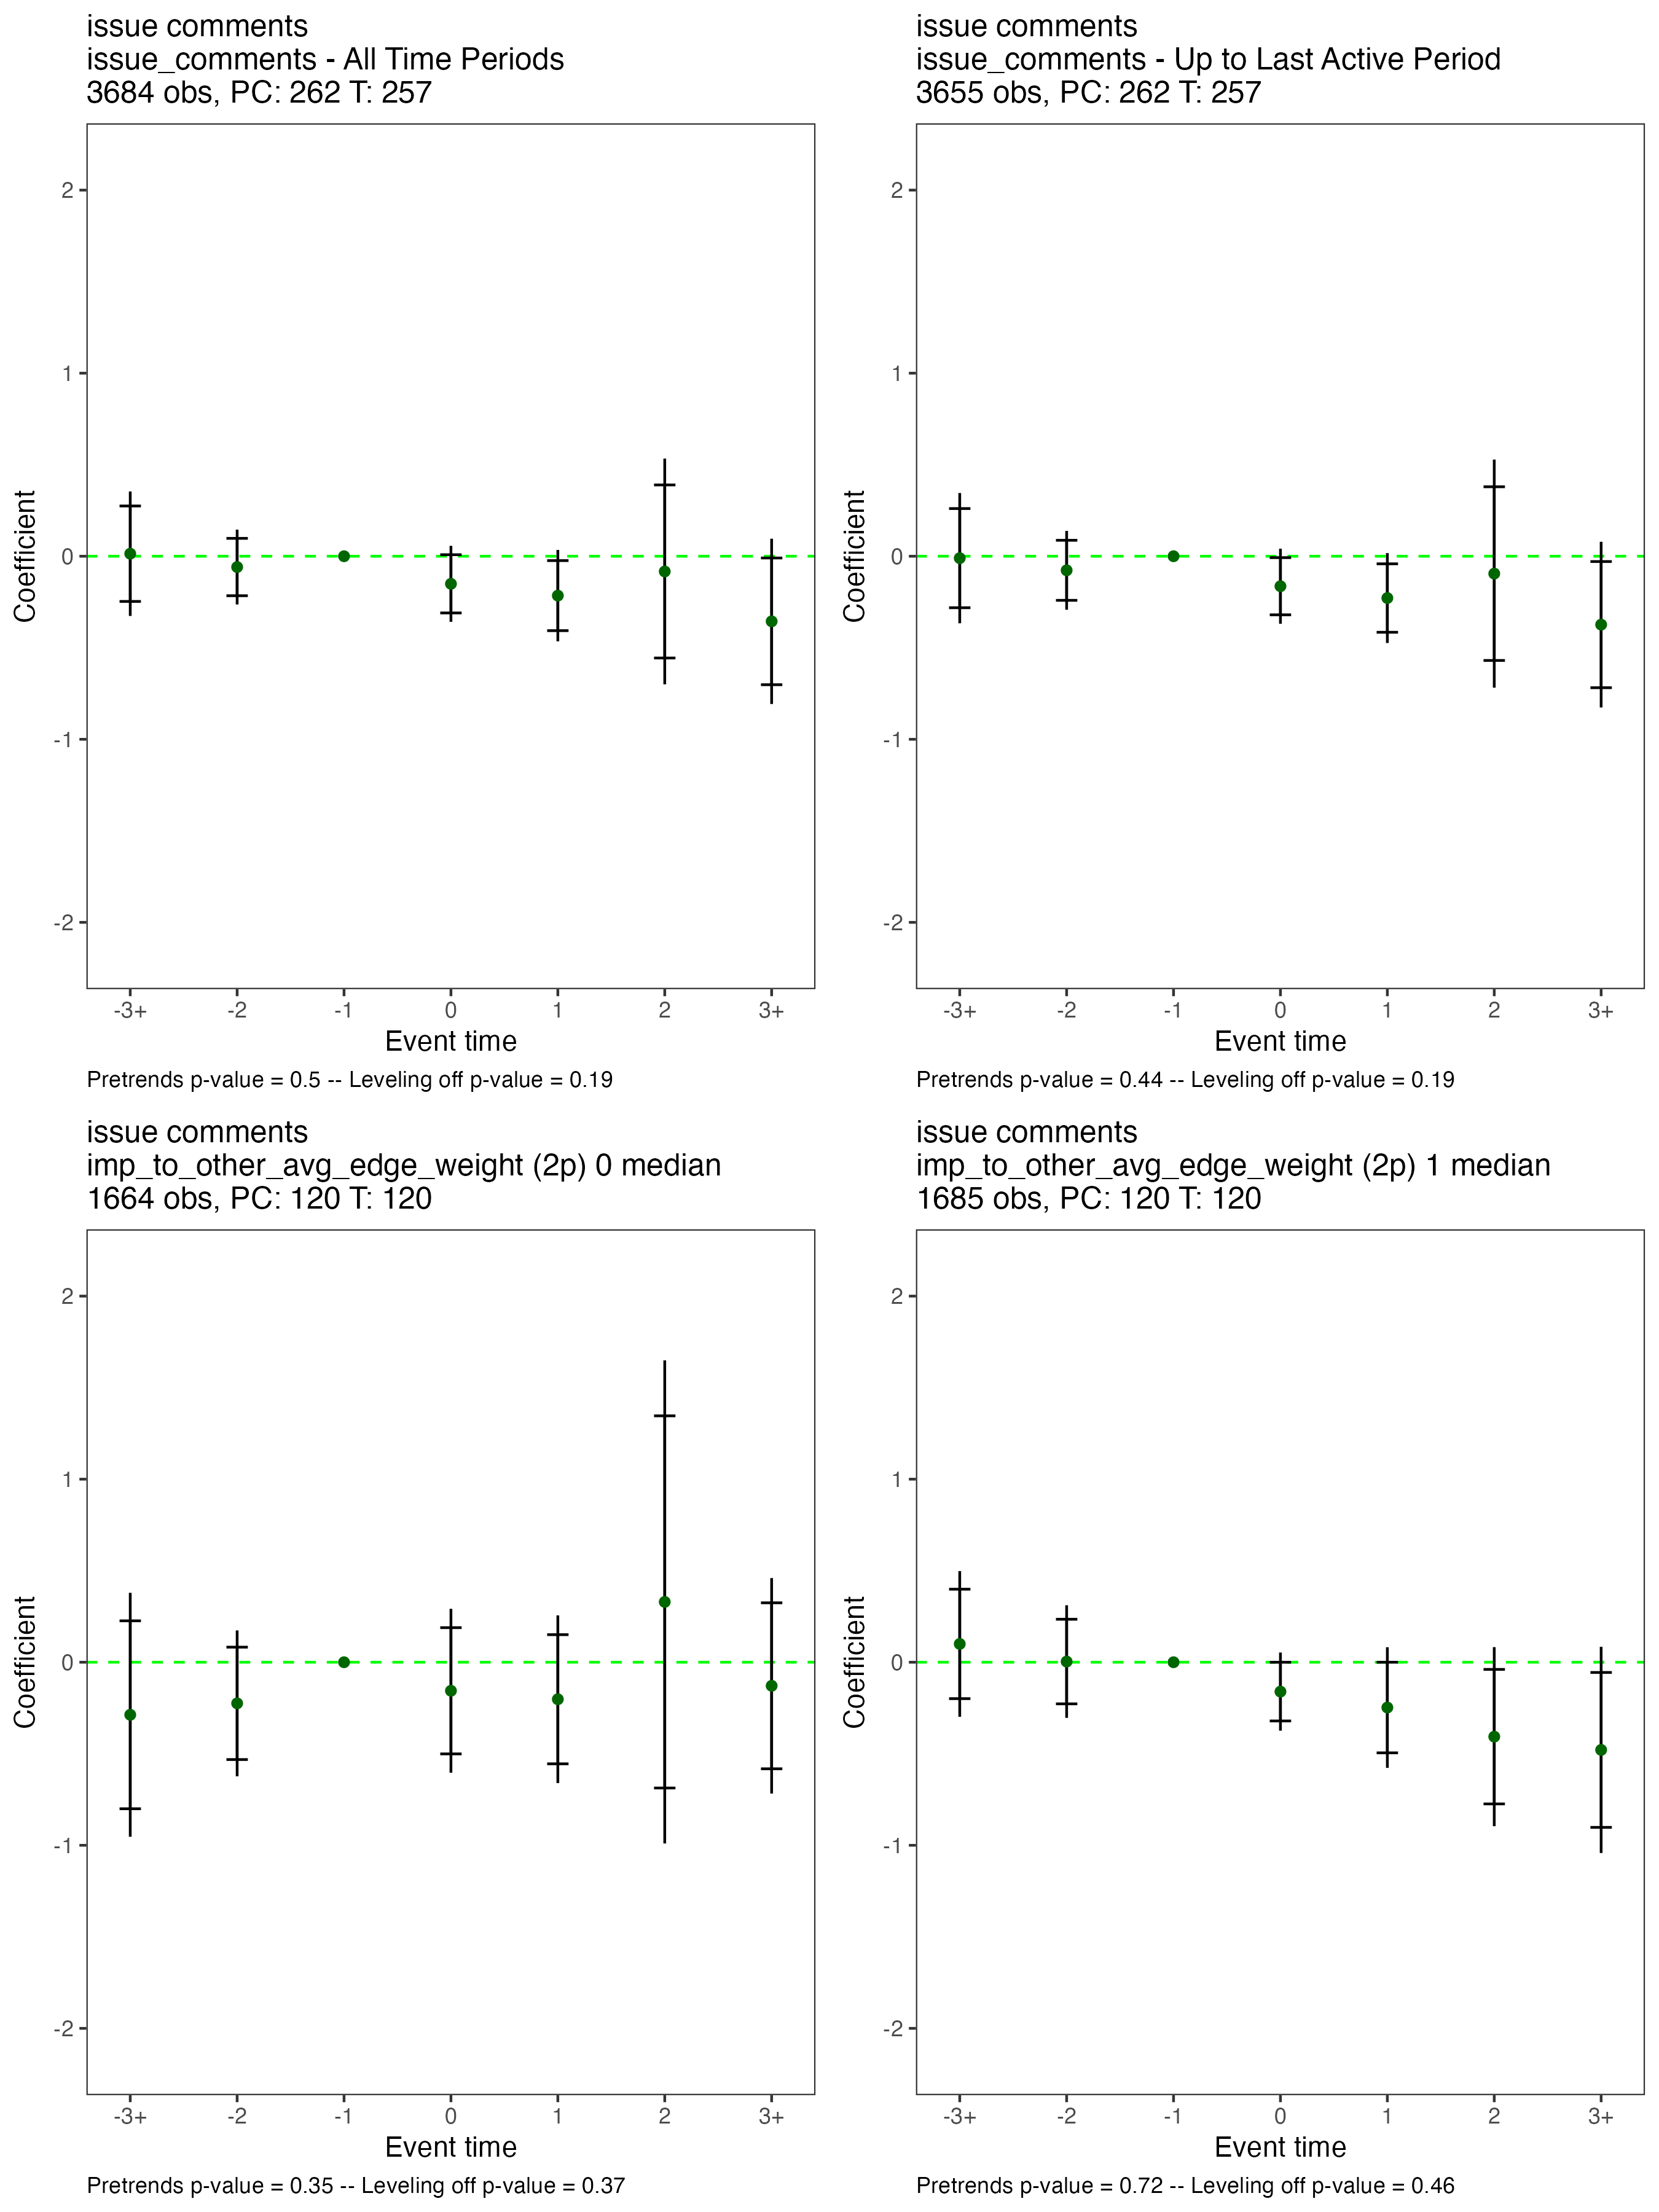 issue comments
issue_comments - All Time Periods
3684 obs, PC: 262 T: 257
2
1
0
-1
-2
Coefficient
-3+ -2 -1 0 1 2 3+
Event time
Pretrends p-value = 0.5 -- Leveling off p-value = 0.19
issue comments
issue_comments - Up to Last Active Period
3655 obs, PC: 262 T: 257
2
1
0
-1
-2
Coefficient
-3+ -2 -1 0 1 2 3+
Event time
Pretrends p-value = 0.44 -- Leveling off p-value = 0.19
issue comments
imp_to_other_avg_edge_weight (2p) 0 median
1664 obs, PC: 120 T: 120
2
1
0
-1
-2
Coefficient
-3+ -2 -1 0 1 2 3+
Event time
Pretrends p-value = 0.35 -- Leveling off p-value = 0.37
issue comments
imp_to_other_avg_edge_weight (2p) 1 median
1685 obs, PC: 120 T: 120
2
1
0
-1
-2
Coefficient
-3+ -2 -1 0 1 2 3+
Event time
Pretrends p-value = 0.72 -- Leveling off p-value = 0.46